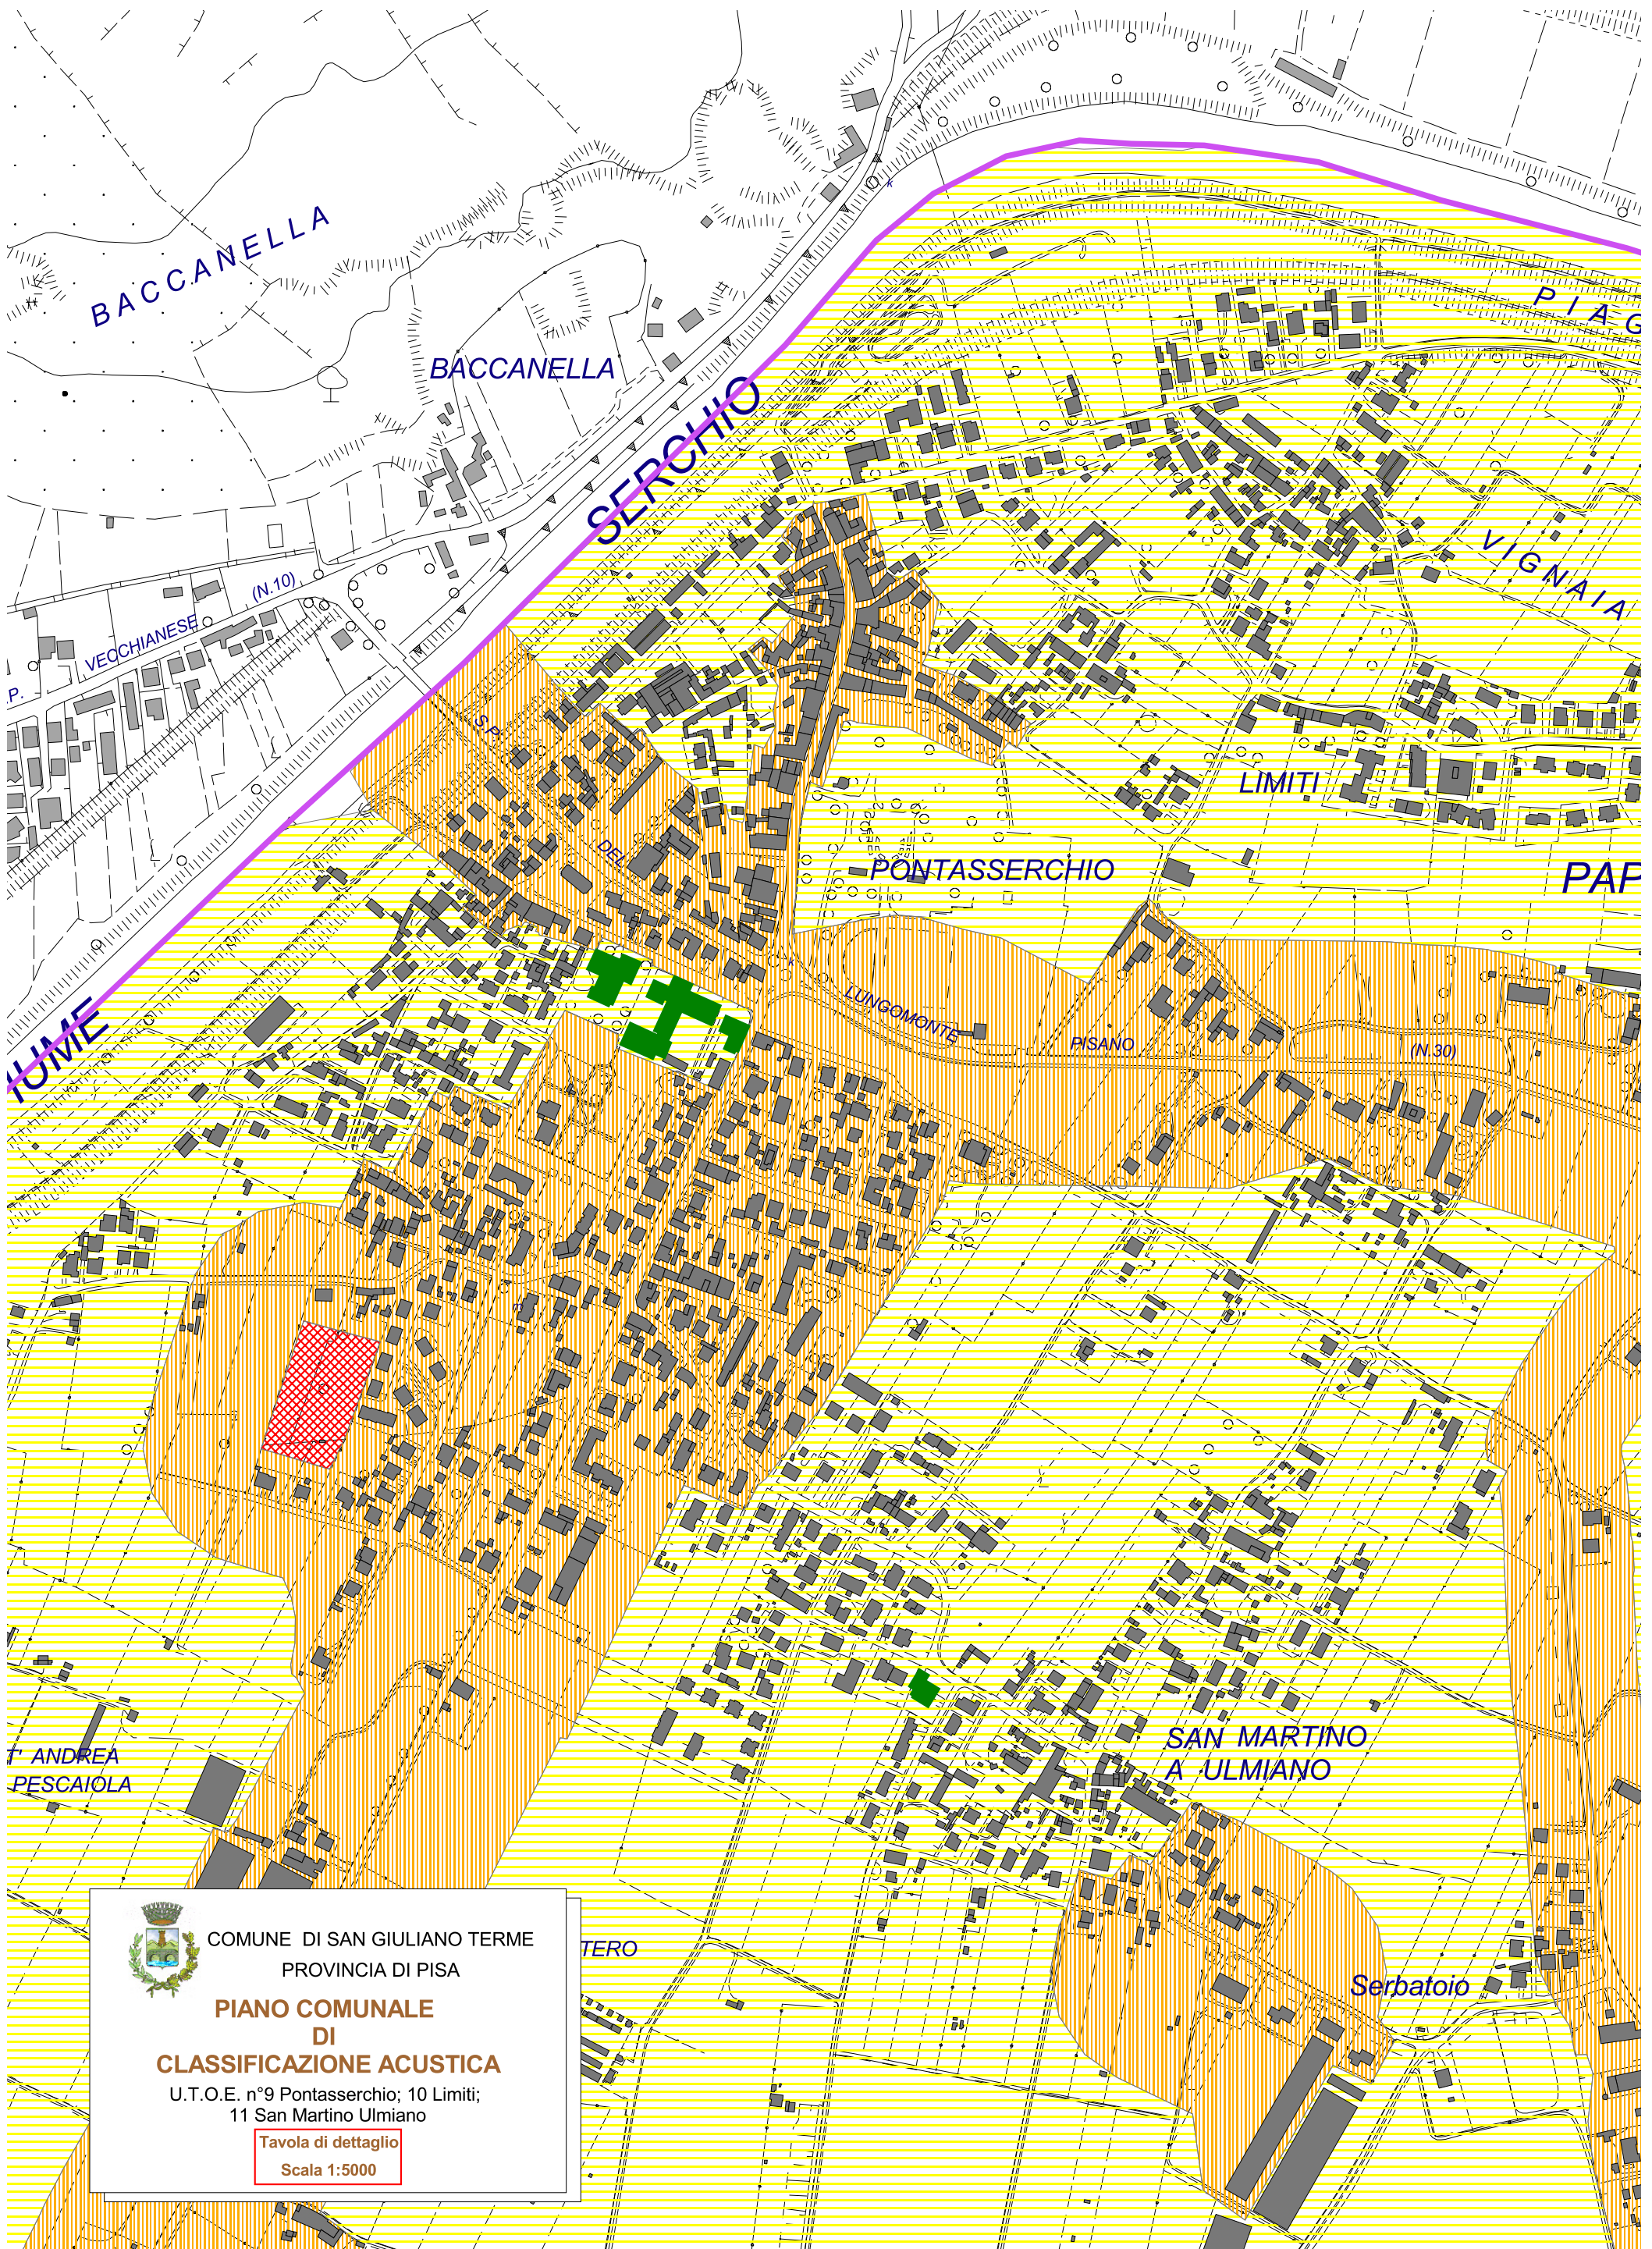 BACCANELLA
k
PIAG
BACCANELLA
SERCHIO
VIGNAIA
(N.10)
VECCHIANESE
P.
S.P.
LIMITI
DEL
PONTASSERCHIO
PAP
k
LUNGOMONTE
PISANO
(N.30)
IUME
m
SAN MARTINO
A ULMIANO
T' ANDREA
PESCAIOLA
TERO
Serbatoio
COMUNE DI SAN GIULIANO TERME
PROVINCIA DI PISA
PIANO COMUNALE
DI
CLASSIFICAZIONE ACUSTICA
U.T.O.E. n°9 Pontasserchio; 10 Limiti;
11 San Martino Ulmiano
Tavola di dettaglio
Scala 1:5000